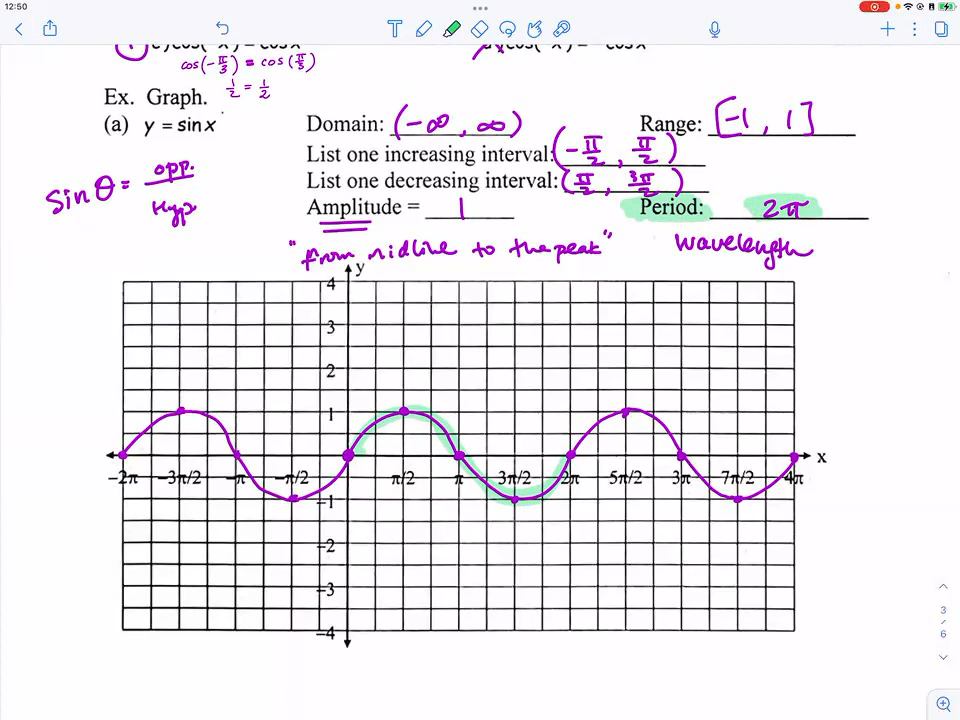 12:50
cos(-π/3) = cos(π/3)
1/2 = 1/2
Ex. Graph.
(a) y = sin x
Domain: (-∞, ∞)
Range: [-1, 1]
List one increasing interval: (-π/2, π/2)
List one decreasing interval: (π/2, 3π/2)
Amplitude = 1
Period: 2π
sin θ = opp. / Hyp
"from midline to the peak"
wavelength
y
4
3
2
1
x
-2π -3π/2 -π -π/2 π/2 π 3π/2 2π 5π/2 3π 7π/2 4π
-1
-2
-3
-4
3
/
6